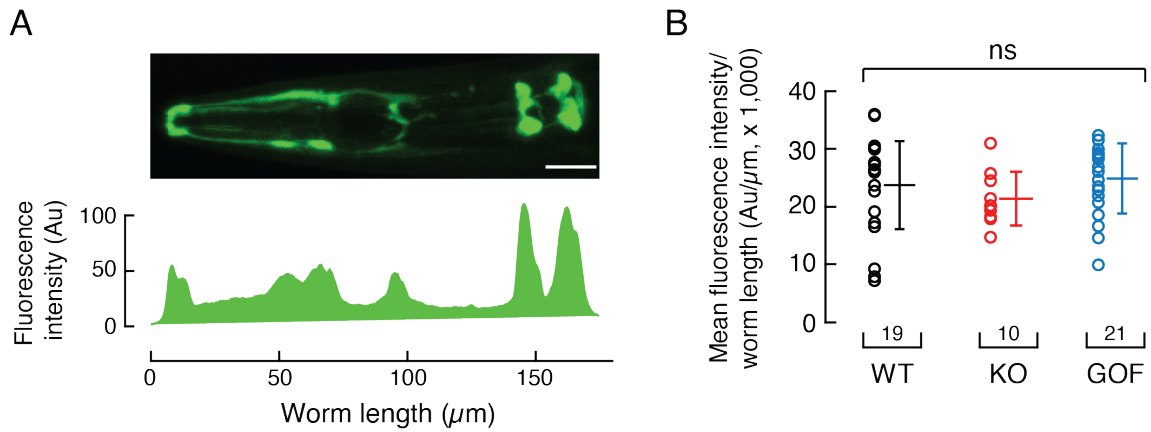 A
Fluorescence
intensity (Au)
100
50
0
0
50
100
150
Worm length (μm)
B
Mean fluorescence intensity/
worm length (Au/μm, x 1,000)
ns
40
30
20
10
0
19
10
21
WT
KO
GOF